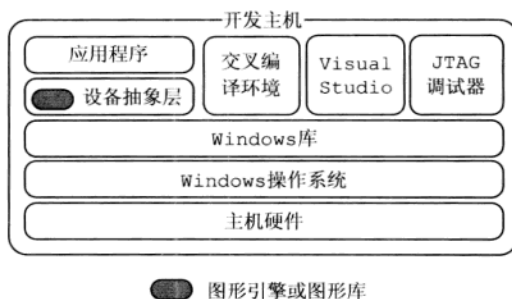 开发主机
应用程序
设备抽象层
交叉编
译环境
Visual
Studio
JTAG
调试器
Windows库
Windows操作系统
主机硬件
图形引擎或图形库